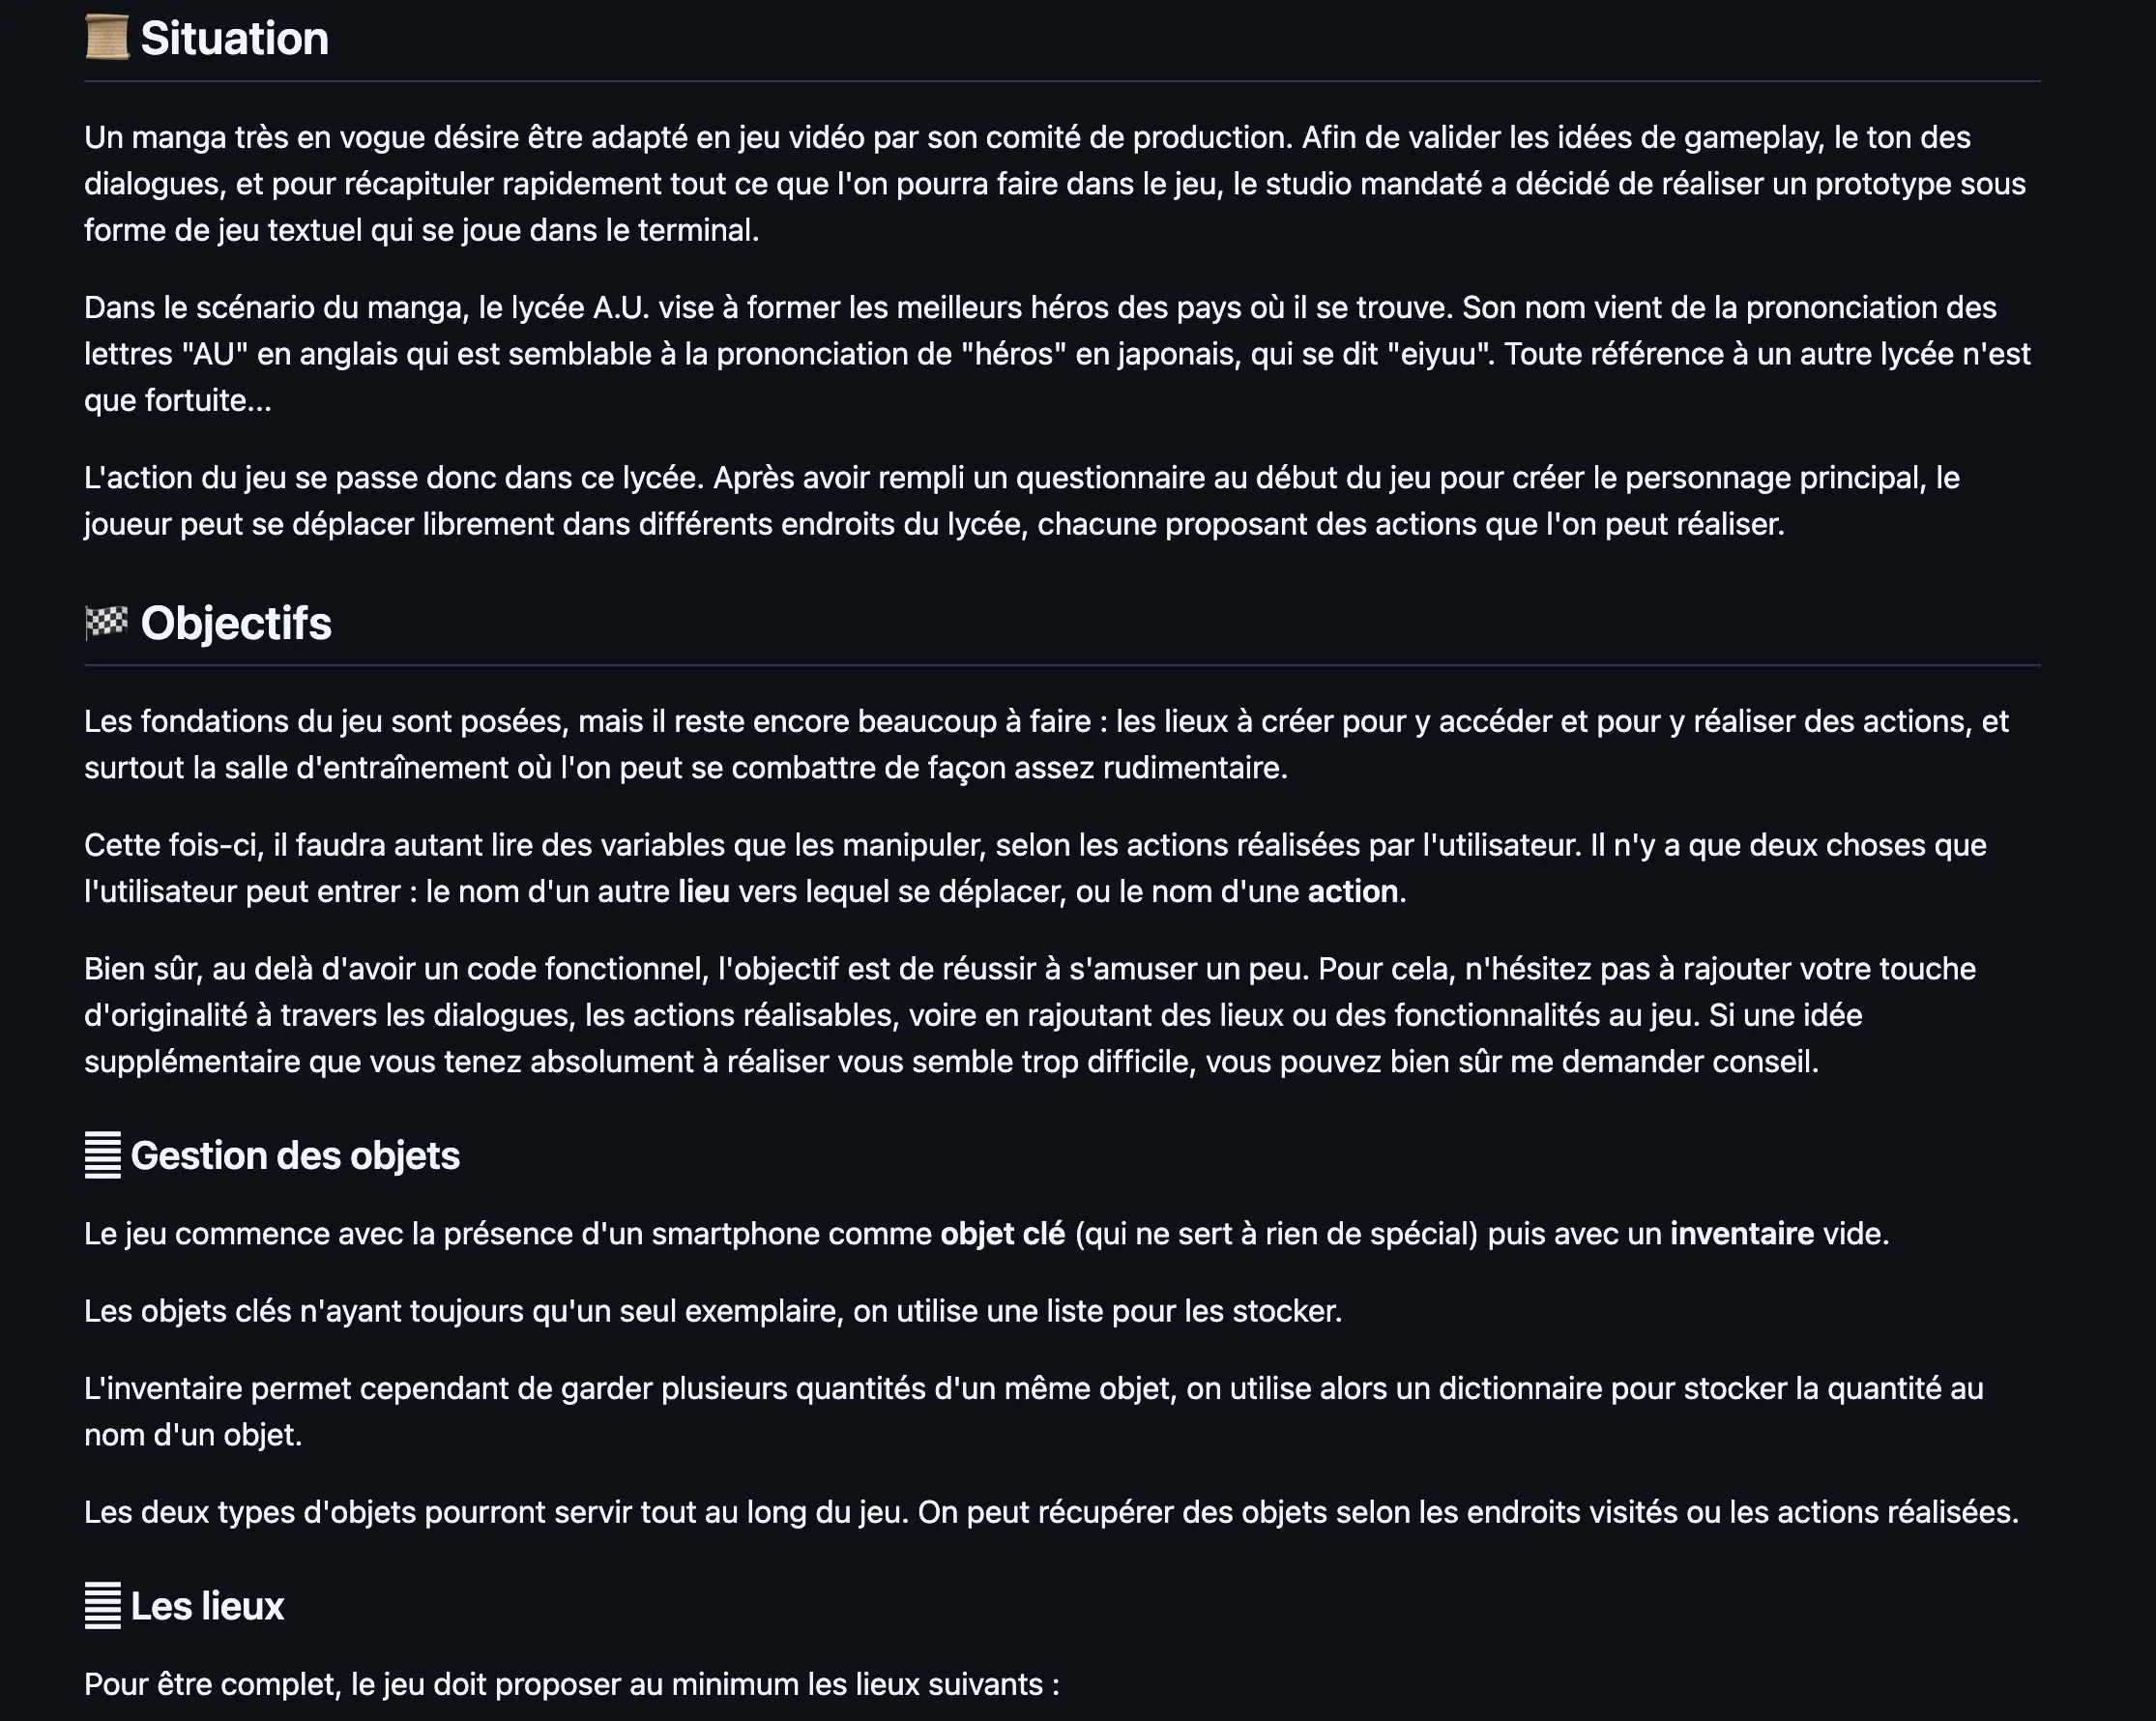 Situation
Un manga très en vogue désire être adapté en jeu vidéo par son comité de production. Afin de valider les idées de gameplay, le ton des
dialogues, et pour récapituler rapidement tout ce que l'on pourra faire dans le jeu, le studio mandaté a décidé de réaliser un prototype sous
forme de jeu textuel qui se joue dans le terminal.
Dans le scénario du manga, le lycée A.U. vise à former les meilleurs héros des pays où il se trouve. Son nom vient de la prononciation des
lettres "AU" en anglais qui est semblable à la prononciation de "héros" en japonais, qui se dit "eiyuu". Toute référence à un autre lycée n'est
que fortuite...
L'action du jeu se passe donc dans ce lycée. Après avoir rempli un questionnaire au début du jeu pour créer le personnage principal, le
joueur peut se déplacer librement dans différents endroits du lycée, chacune proposant des actions que l'on peut réaliser.
Objectifs
Les fondations du jeu sont posées, mais il reste encore beaucoup à faire : les lieux à créer pour y accéder et pour y réaliser des actions, et
surtout la salle d'entraînement où l'on peut se combattre de façon assez rudimentaire.
Cette fois-ci, il faudra autant lire des variables que les manipuler, selon les actions réalisées par l'utilisateur. Il n'y a que deux choses que
l'utilisateur peut entrer : le nom d'un autre lieu vers lequel se déplacer, ou le nom d'une action.
Bien sûr, au delà d'avoir un code fonctionnel, l'objectif est de réussir à s'amuser un peu. Pour cela, n'hésitez pas à rajouter votre touche
d'originalité à travers les dialogues, les actions réalisables, voire en rajoutant des lieux ou des fonctionnalités au jeu. Si une idée
supplémentaire que vous tenez absolument à réaliser vous semble trop difficile, vous pouvez bien sûr me demander conseil.
Gestion des objets
Le jeu commence avec la présence d'un smartphone comme objet clé (qui ne sert à rien de spécial) puis avec un inventaire vide.
Les objets clés n'ayant toujours qu'un seul exemplaire, on utilise une liste pour les stocker.
L'inventaire permet cependant de garder plusieurs quantités d'un même objet, on utilise alors un dictionnaire pour stocker la quantité au
nom d'un objet.
Les deux types d'objets pourront servir tout au long du jeu. On peut récupérer des objets selon les endroits visités ou les actions réalisées.
Les lieux
Pour être complet, le jeu doit proposer au minimum les lieux suivants :